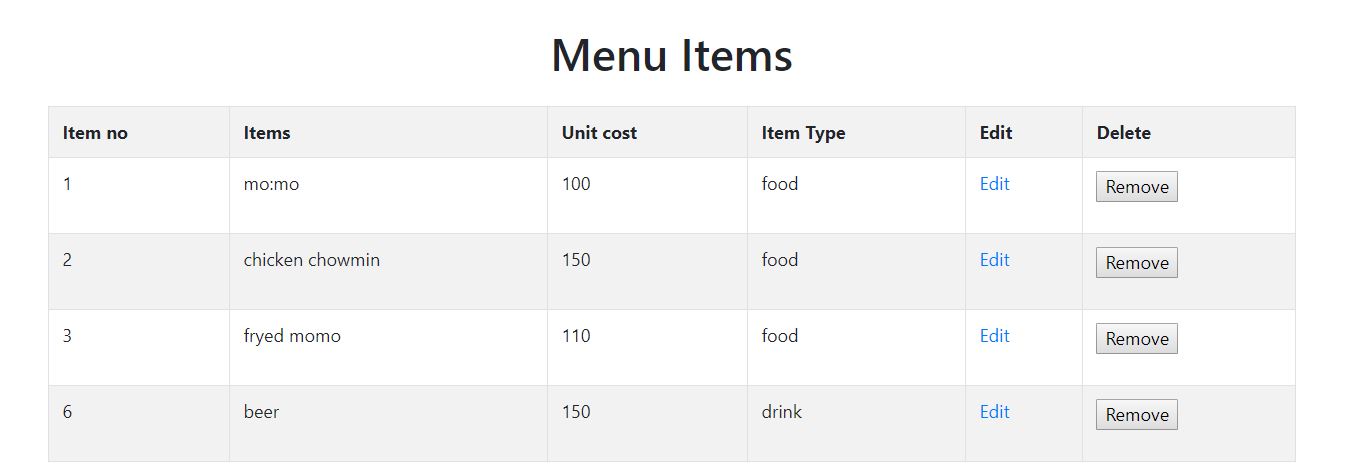 Menu Items
Item no Items Unit cost Item Type Edit Delete
1 mo:mo 100 food Edit Remove
2 chicken chowmin 150 food Edit Remove
3 fryed momo 110 food Edit Remove
6 beer 150 drink Edit Remove